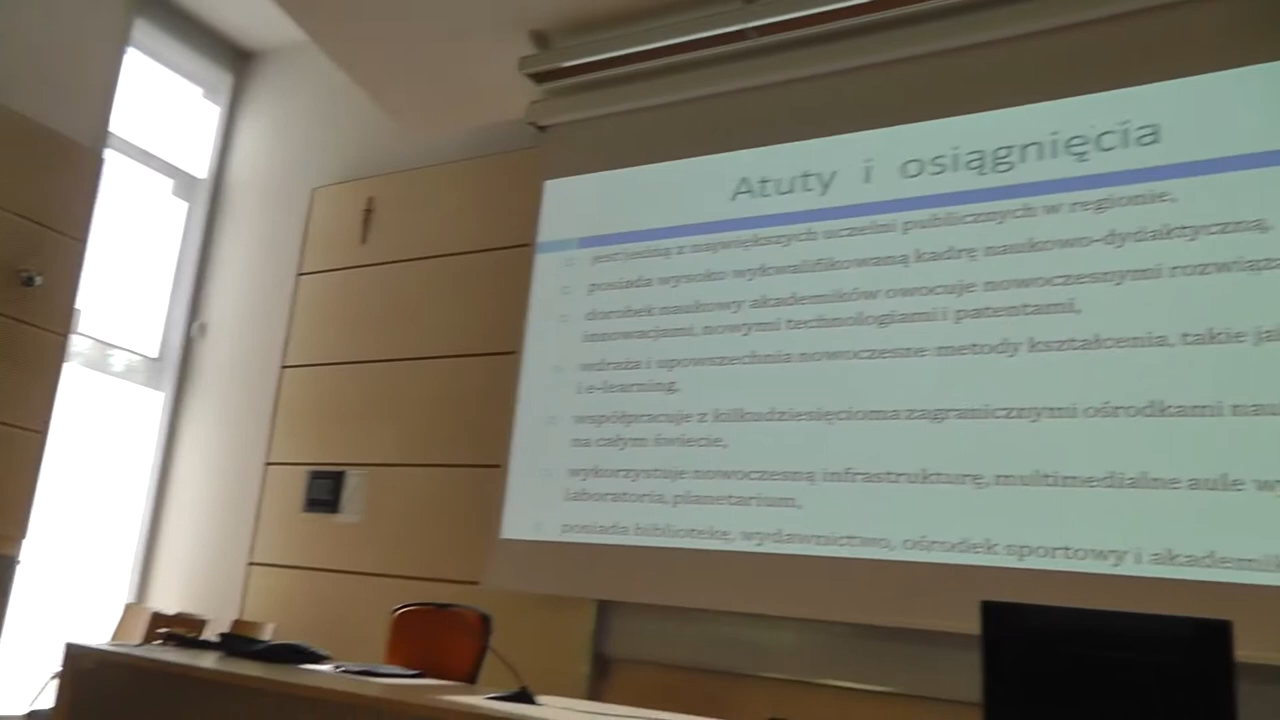 Atuty i osiągnięcia
jest jedną z największych uczelni publicznych w regionie,
posiada wysoko wykwalifikowaną kadrę naukowo-dydaktyczną,
dorobek naukowy akademików owocuje nowoczesnymi
innowacjami, nowymi technologiami i patentami,
wdraża i upowszechnia nowoczesne metody kształcenia, takie
i e-learning,
współpracuje z kilkudziesięcioma zagranicznymi ośrodkami
na całym świecie,
wykorzystuje nowoczesną infrastrukturę, multimedialne aule
laboratoria, planetarium,
posiada bibliotekę, wydawnictwo, ośrodek sportowy i